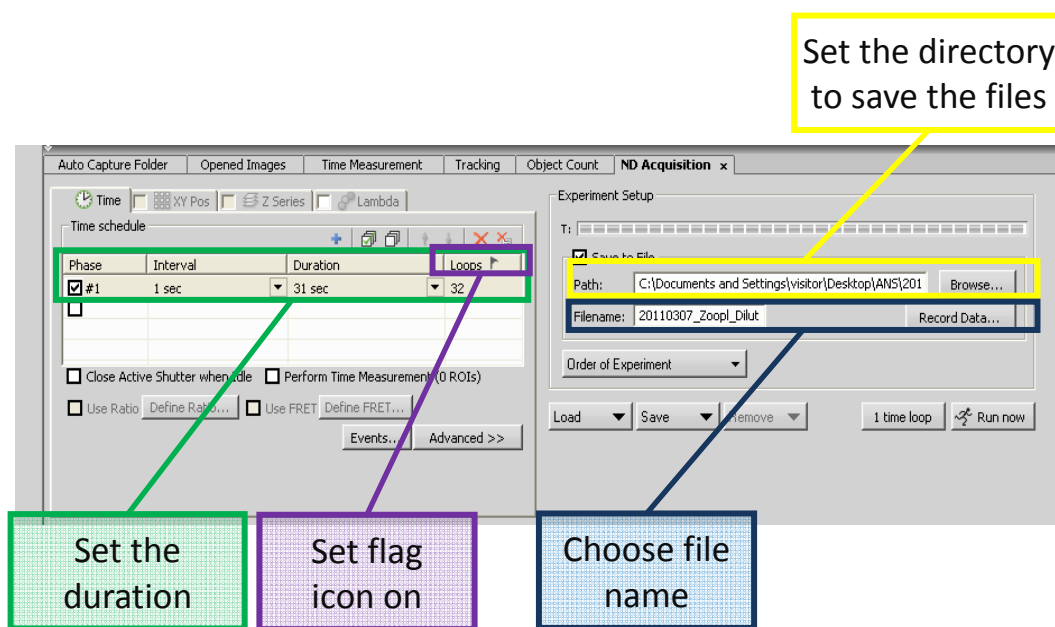 Set the directory
to save the files
Auto Capture Folder Opened Images Time Measurement Tracking Object Count ND Acquisition x
Time XY Pos Z Series Lambda
Time schedule
Phase Interval Duration Loops
#1 1 sec 31 sec 32
Close Active Shutter when Idle Perform Time Measurement (0 ROIs)
Use Ratio Define Ratio... Use FRET Define FRET...
Events... Advanced >>
Experiment Setup
T:
Save to File
Path: C:\Documents and Settings\visitor\Desktop\ANS\201 Browse...
Filename: 20110307_Zoopl_Dilut Record Data...
Order of Experiment
Load Save Remove 1 time loop Run now
Set the
duration
Set flag
icon on
Choose file
name